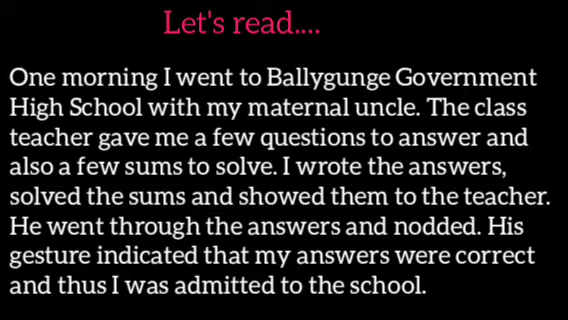 Let's read....
One morning I went to Ballygunge Government
High School with my maternal uncle. The class
teacher gave me a few questions to answer and
also a few sums to solve. I wrote the answers,
solved the sums and showed them to the teacher.
He went through the answers and nodded. His
gesture indicated that my answers were correct
and thus I was admitted to the school.